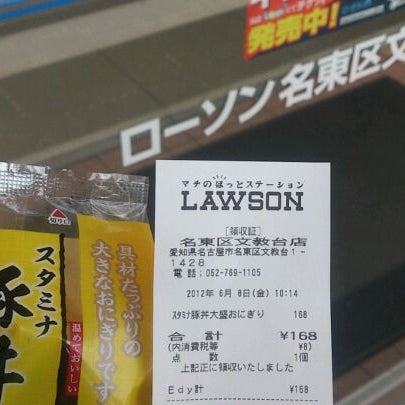 発売中!
ローソン 名東区文
切り口
スタミナ
豚丼
具材たっぷりの
大きなおにぎりです
温めておいしい
マチのほっとステーション
LAWSON
[領収証]
名東区文教台店
愛知県名古屋市名東区文教台1-
1428
電話:052-769-1105
2012年 6月 8日(金) 10:14
スタミナ豚丼大盛おにぎり 168
合 計 ¥168
(内消費税等 ¥8)
点 数 1個
上記正に領収いたしました
Edy計 ¥168